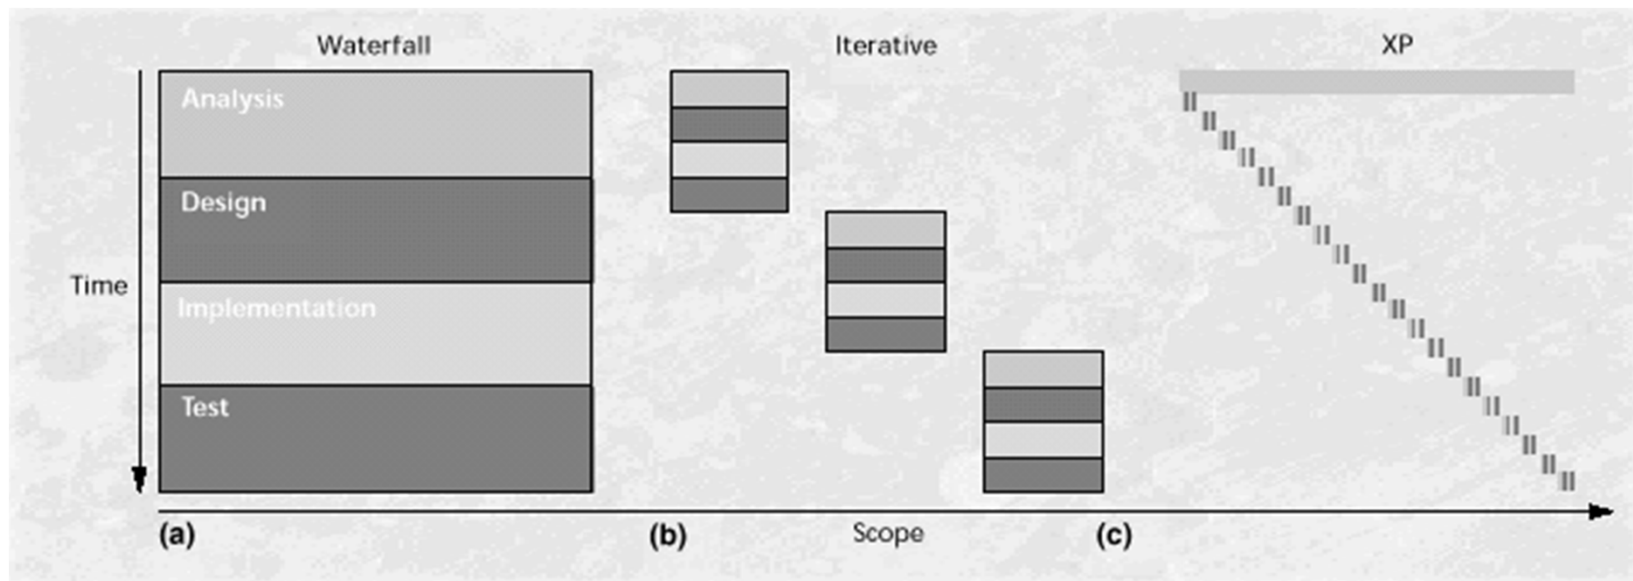 Waterfall
Iterative
XP
Analysis
Design
Time
Implementation
Test
(a)
(b)
Scope
(c)